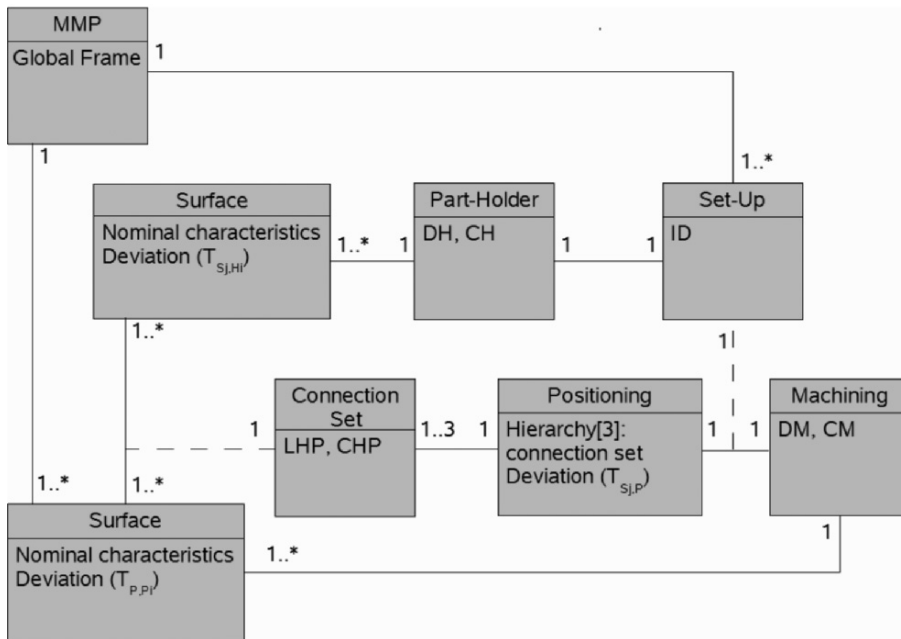 MMP
Global Frame
1
1
1..*
Surface
Nominal characteristics
Deviation (TSj,Hi)
1..*
1
Part-Holder
DH, CH
1
1
Set-Up
ID
1..*
1
Connection
Set
LHP, CHP
1
1..3
1
Positioning
Hierarchy[3]:
connection set
Deviation (TSj,P)
1
1
Machining
DM, CM
1..*
1..*
Surface
Nominal characteristics
Deviation (TP,Pi)
1..*
1